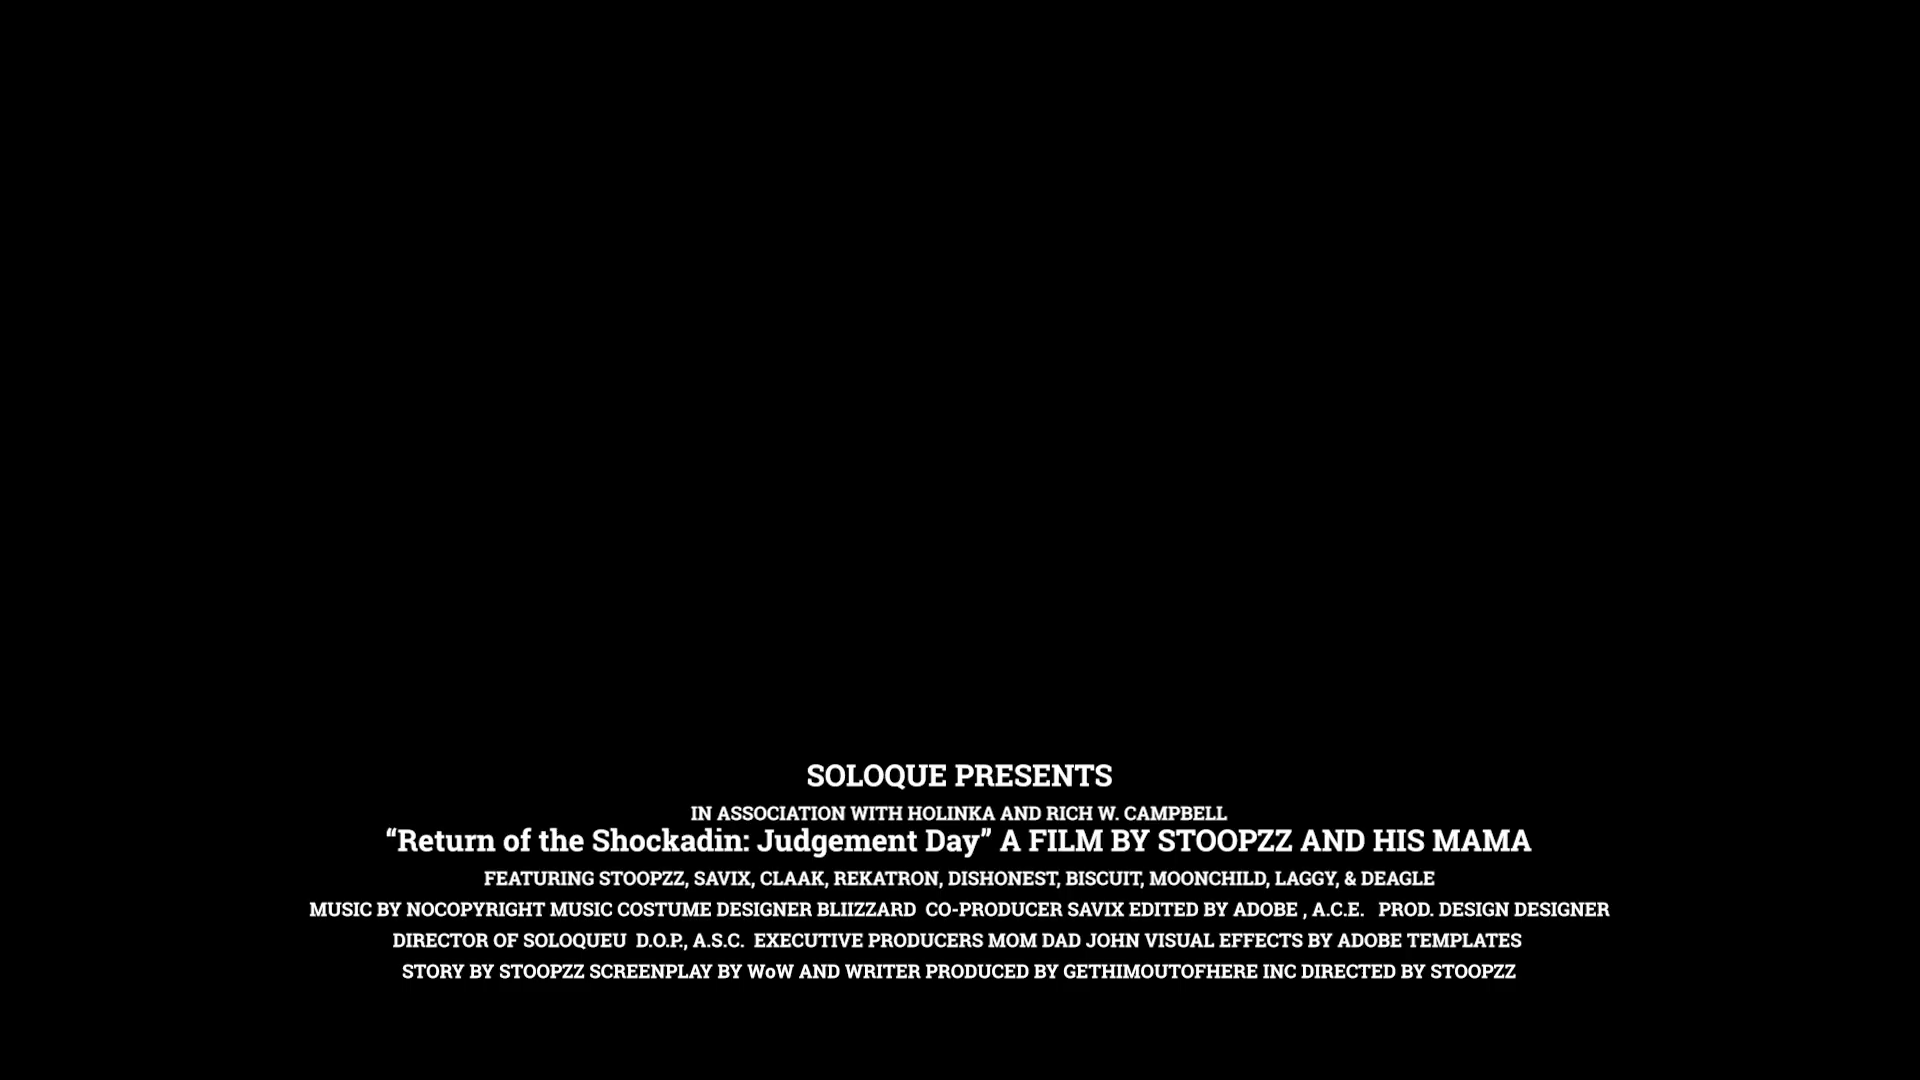 SOLOQUE PRESENTS
IN ASSOCIATION WITH HOLINKA AND RICH W. CAMPBELL
“Return of the Shockadin: Judgement Day” A FILM BY STOOPZZ AND HIS MAMA
FEATURING STOOPZZ, SAVIX, CLAAK, REKATRON, DISHONEST, BISCUIT, MOONCHILD, LAGGY, & DEAGLE
MUSIC BY NOCOPYRIGHT MUSIC COSTUME DESIGNER BLIIZZARD  CO-PRODUCER SAVIX EDITED BY ADOBE , A.C.E.   PROD. DESIGN DESIGNER
DIRECTOR OF SOLOQUEU  D.O.P., A.S.C.  EXECUTIVE PRODUCERS MOM DAD JOHN VISUAL EFFECTS BY ADOBE TEMPLATES
STORY BY STOOPZZ SCREENPLAY BY WoW AND WRITER PRODUCED BY GETHIMOUTOFHERE INC DIRECTED BY STOOPZZ